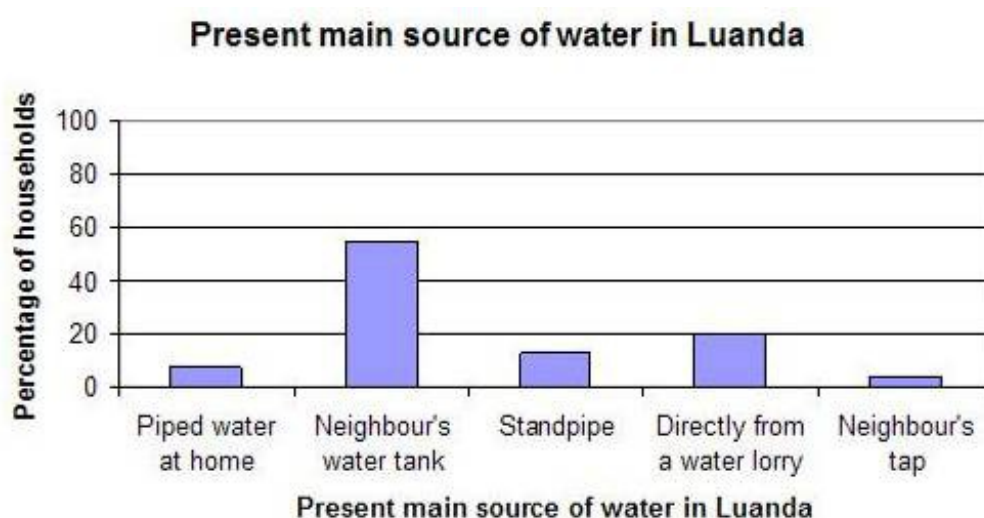 Present main source of water in Luanda
Percentage of households
100
80
60
40
20
0
Piped water
at home
Neighbour's
water tank
Standpipe
Directly from
a water lorry
Neighbour's
tap
Present main source of water in Luanda